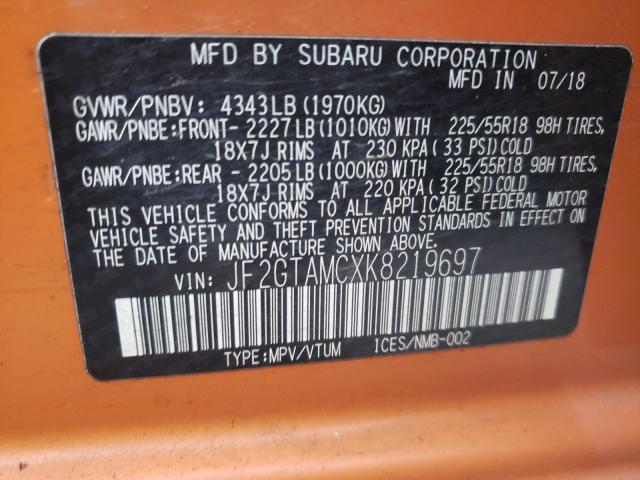 MFD BY SUBARU CORPORATION
MFD IN 07/18
GVWR/PNBV: 4343LB (1970KG)
GAWR/PNBE:FRONT- 2227LB (1010KG)WITH 225/55R18 98H TIRES,
18X7J RIMS AT 230 KPA( 33 PSI)COLD
GAWR/PNBE:REAR - 2205LB (1000KG)WITH 225/55R18 98H TIRES,
18X7J RIMS AT 220 KPA( 32 PSI)COLD
THIS VEHICLE CONFORMS TO ALL APPLICABLE FEDERAL MOTOR
VEHICLE SAFETY AND THEFT PREVENTION STANDARDS IN EFFECT ON
THE DATE OF MANUFACTURE SHOWN ABOVE.
VIN: JF2GTAMCXK8219697
TYPE:MPV/VTUM ICES/NMB-002